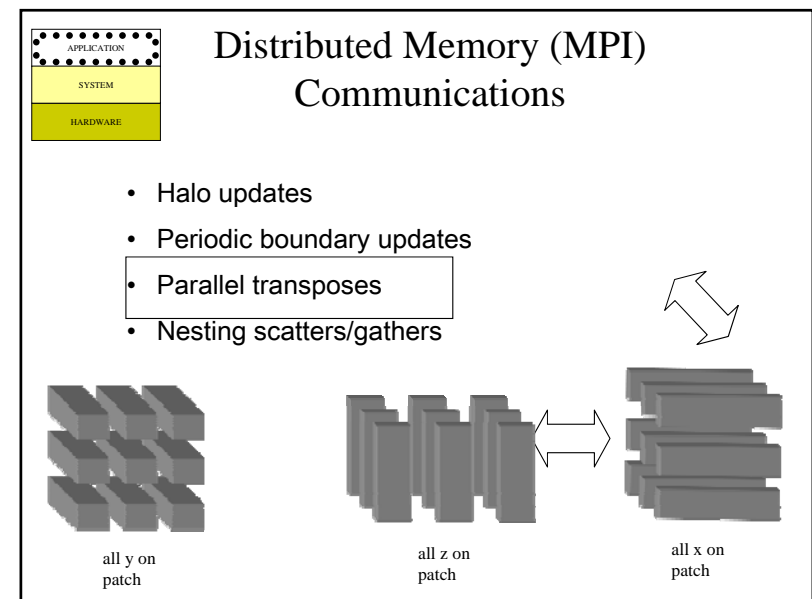 APPLICATION
SYSTEM
HARDWARE
Distributed Memory (MPI)
Communications
• Halo updates
• Periodic boundary updates
• Parallel transposes
• Nesting scatters/gathers
all y on
patch
all z on
patch
all x on
patch